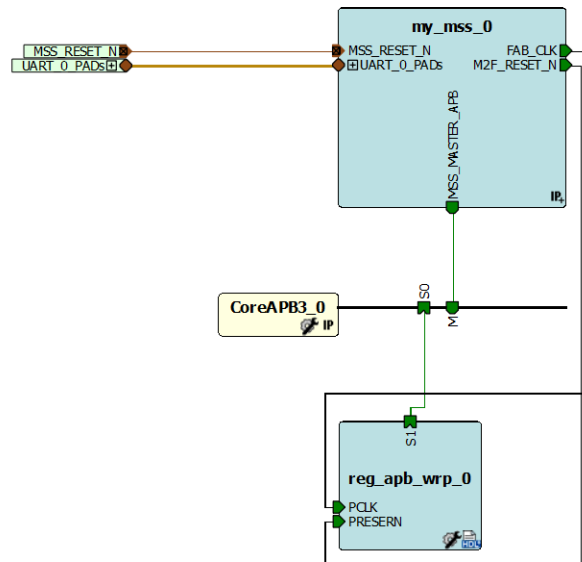 my_mss_0
MSS_RESET_N
MSS_RESET_N
FAB_CLK
UART_0_PADs
UART_0_PADs
M2F_RESET_N
MSS_MASTER_APB
IP
CoreAPB3_0
IP
S0
M
S1
reg_apb_wrp_0
PCLK
PRESERN
HDL